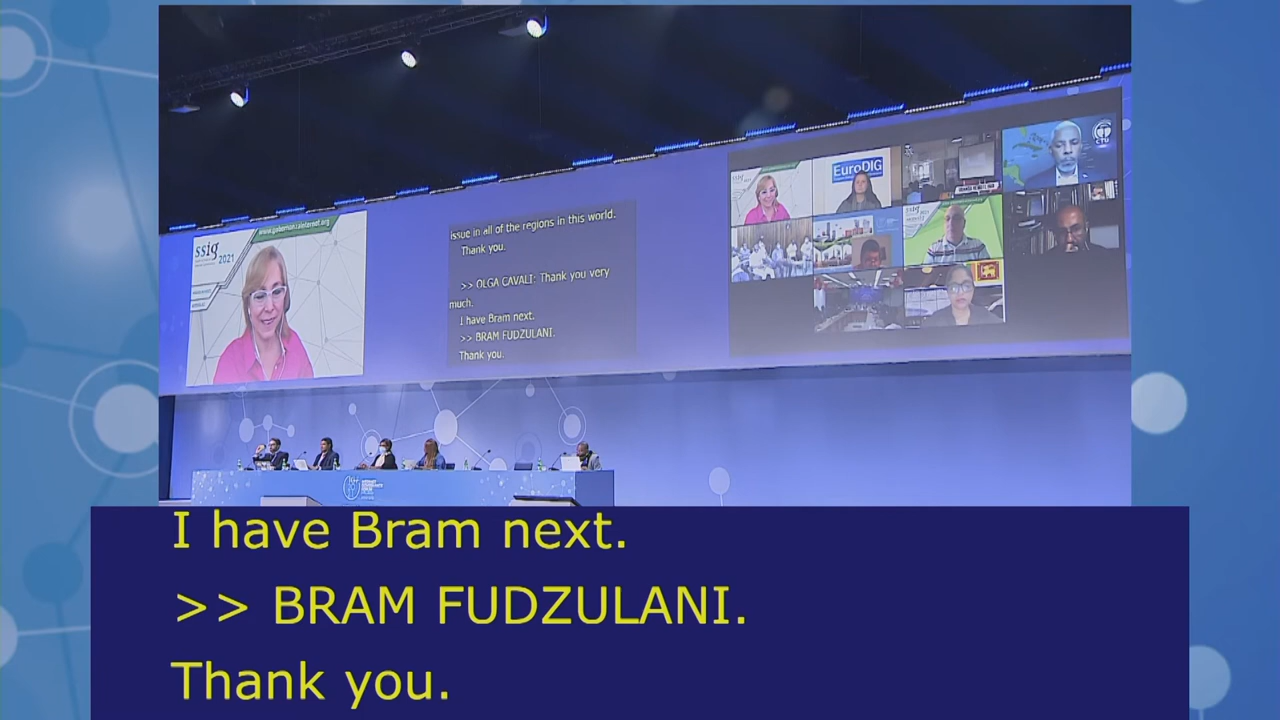 www.gobernanzainternet.org
ssig
2021
issue in all of the regions in this world.
Thank you.
>> OLGA CAVALI: Thank you very
much.
I have Bram next.
>> BRAM FUDZULANI.
Thank you.
EuroDIG
CTU
I have Bram next.
>> BRAM FUDZULANI.
Thank you.